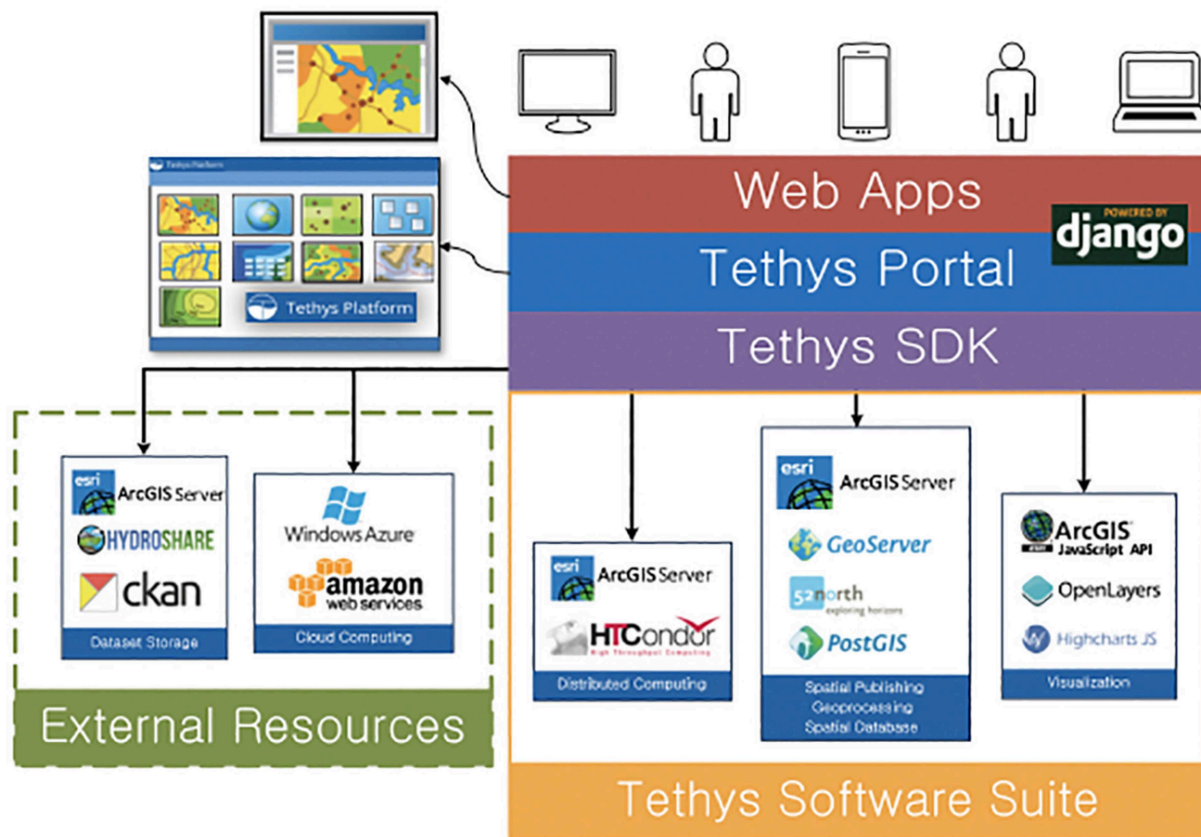 Tethys Platform
Tethys Platform
Web Apps
POWERED BY
django
Tethys Portal
Tethys SDK
esri
ArcGIS Server
HYDROSHARE
ckan
Dataset Storage
Windows Azure
amazon
web services
Cloud Computing
External Resources
esri
ArcGIS Server
HTCondor
High Throughput Computing
Distributed Computing
esri
ArcGIS Server
GeoServer
52north
exploring horizons
PostGIS
Spatial Publishing
Geoprocessing
Spatial Database
ArcGIS
esri JavaScript API
OpenLayers
Highcharts JS
Visualization
Tethys Software Suite